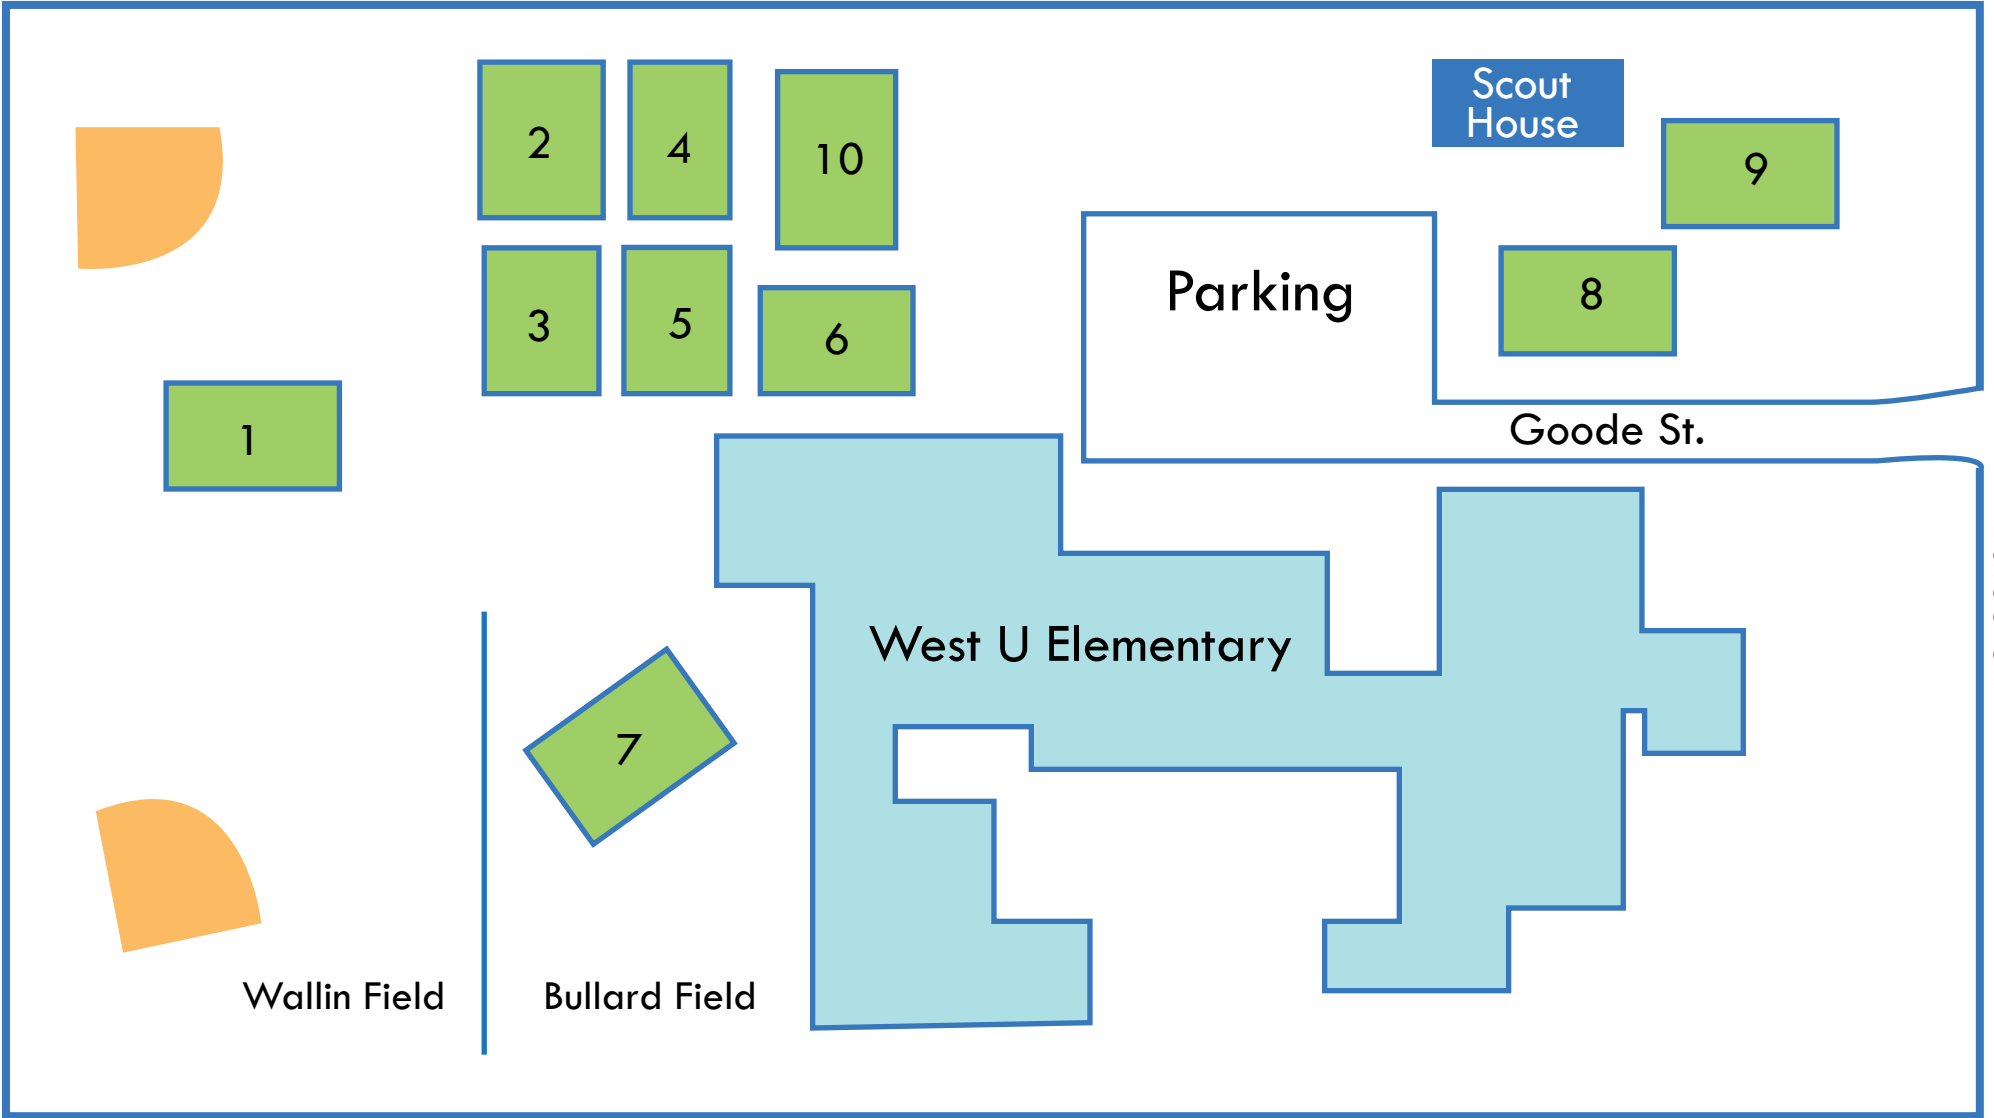 Scout
House
2
4
10
9
Parking
8
3
5
6
1
Goode St.
West U Elementary
7
Wallin Field
Bullard Field